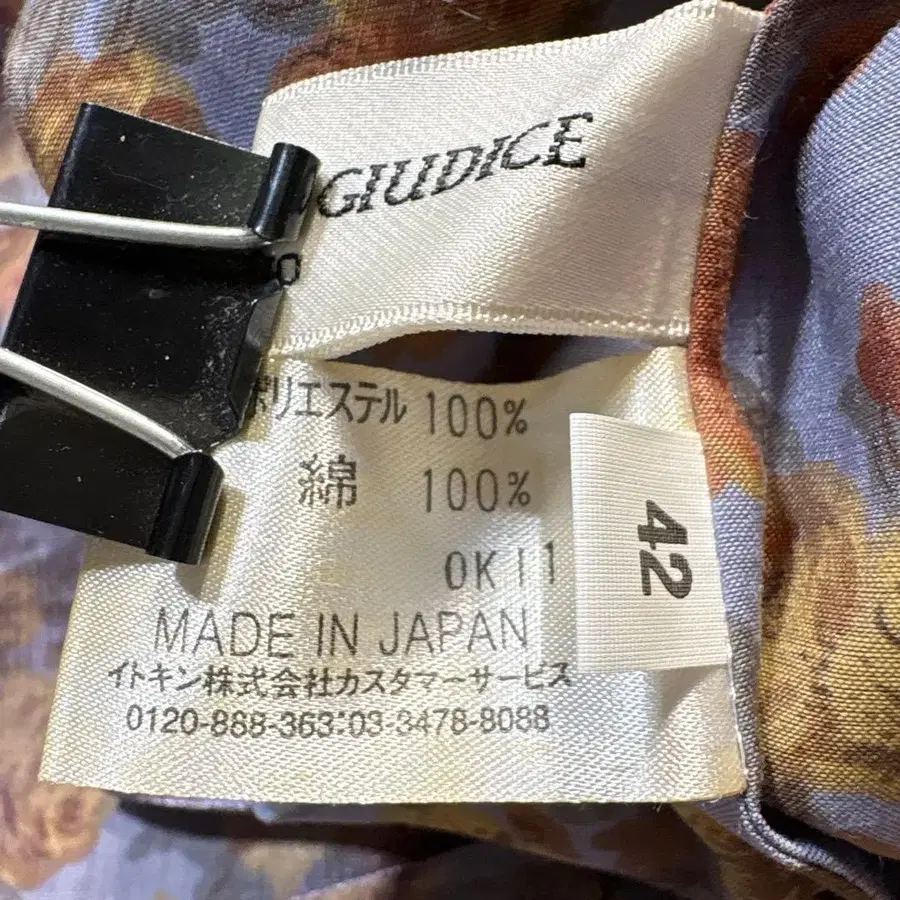 GIUDICE
ポリエステル 100%
綿 100%
OK11
42
MADE IN JAPAN
イトキン株式会社カスタマーサービス
0120-888-363:03-3478-8088